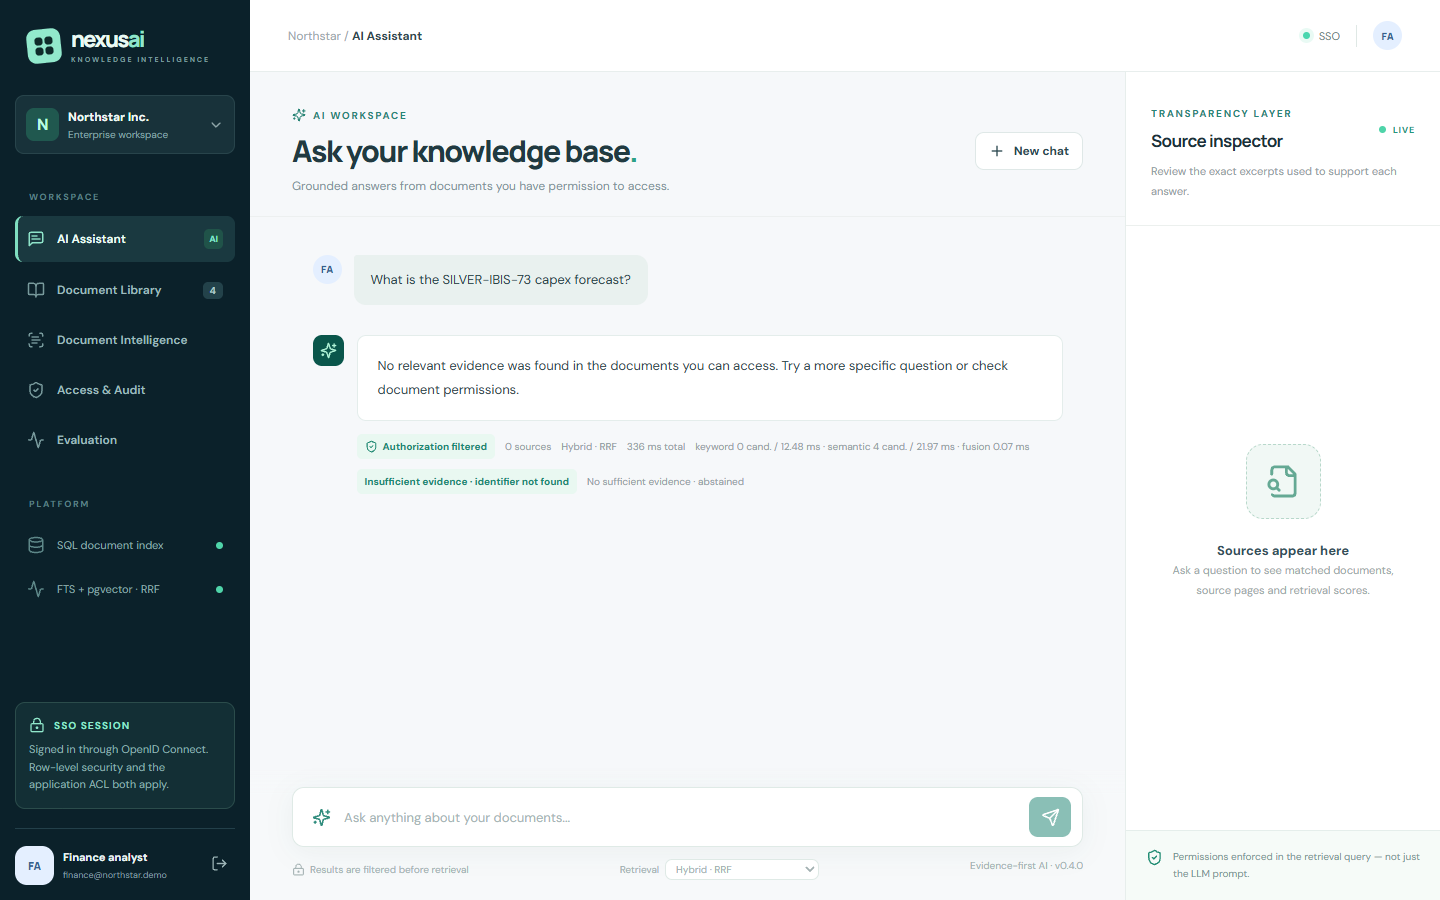 nexusai
KNOWLEDGE INTELLIGENCE
N
Northstar Inc.
Enterprise workspace
WORKSPACE
AI Assistant
AI
Document Library
4
Document Intelligence
Access & Audit
Evaluation
PLATFORM
SQL document index
FTS + pgvector · RRF
SSO SESSION
Signed in through OpenID Connect.
Row-level security and the
application ACL both apply.
FA
Finance analyst
finance@northstar.demo
Northstar / AI Assistant
SSO
FA
AI WORKSPACE
Ask your knowledge base.
Grounded answers from documents you have permission to access.
New chat
FA
What is the SILVER-IBIS-73 capex forecast?
No relevant evidence was found in the documents you can access. Try a more specific question or check
document permissions.
Authorization filtered
0 sources
Hybrid · RRF
336 ms total
keyword 0 cand. / 12.48 ms · semantic 4 cand. / 21.97 ms · fusion 0.07 ms
Insufficient evidence · identifier not found
No sufficient evidence · abstained
Ask anything about your documents...
Results are filtered before retrieval
Retrieval
Hybrid · RRF
Evidence-first AI · v0.4.0
TRANSPARENCY LAYER
Source inspector
LIVE
Review the exact excerpts used to support each
answer.
Sources appear here
Ask a question to see matched documents,
source pages and retrieval scores.
Permissions enforced in the retrieval query — not just
the LLM prompt.